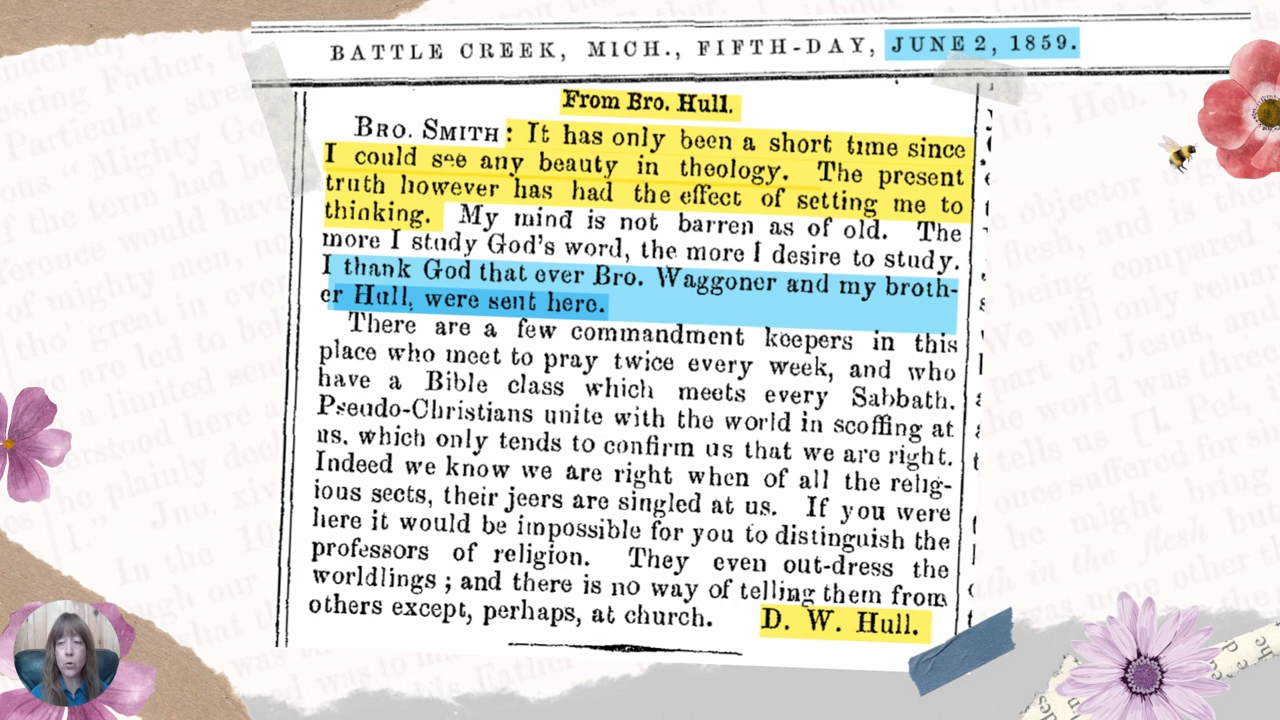 BATTLE CREEK, MICH., FIFTH-DAY, JUNE 2, 1859.
From Bro. Hull.
BRO. SMITH: It has only been a short time since
I could see any beauty in theology. The present
truth however has had the effect of setting me to
thinking. My mind is not barren as of old. The
more I study God's word, the more I desire to study.
I thank God that ever Bro. Waggoner and my broth-
er Hull, were sent here.
There are a few commandment keepers in this
place who meet to pray twice every week, and who
have a Bible class which meets every Sabbath.
Pseudo-Christians unite with the world in scoffing at
us, which only tends to confirm us that we are right.
Indeed we know we are right when of all the relig-
ious sects, their jeers are singled at us. If you were
here it would be impossible for you to distinguish the
professors of religion. They even out-dress the
worldlings; and there is no way of telling them from
others except, perhaps, at church. D. W. Hull.